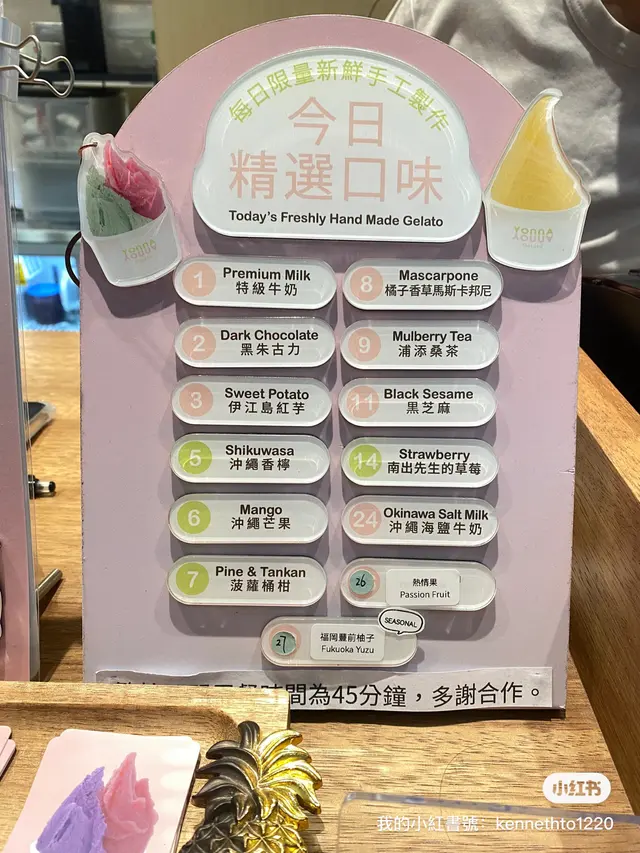 每日限量新鮮手工製作
今日
精選口味
Today's Freshly Hand Made Gelato
1 Premium Milk
特級牛奶
2 Dark Chocolate
黑朱古力
3 Sweet Potato
伊江島紅芋
5 Shikuwasa
沖繩香檸
6 Mango
沖繩芒果
7 Pine & Tankan
菠蘿桶柑
8 Mascarpone
橘子香草馬斯卡邦尼
9 Mulberry Tea
浦添桑茶
11 Black Sesame
黒芝麻
14 Strawberry
南出先生的草莓
24 Okinawa Salt Milk
沖繩海鹽牛奶
26 熱情果
Passion Fruit
SEASONAL
27 福岡豐前柚子
Fukuoka Yuzu
時間為45分鐘，多謝合作。
小红书
我的小紅書號：kennethto1220